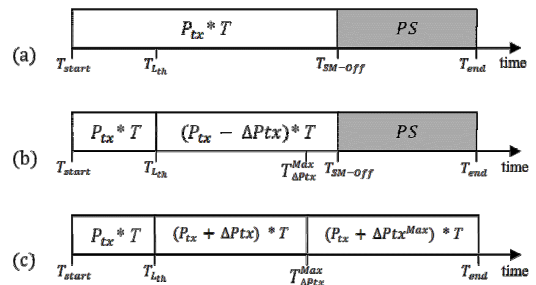 P_tx * T PS
(a)
T_start T_L_th T_SM-Off T_end time
P_tx * T (P_tx − ΔPtx) * T PS
(b)
T_start T_L_th T_ΔPtx^Max T_SM-Off T_end time
P_tx * T (P_tx + ΔPtx) * T (P_tx + ΔPtx^Max) * T
(c)
T_start T_L_th T_ΔPtx^Max T_end time